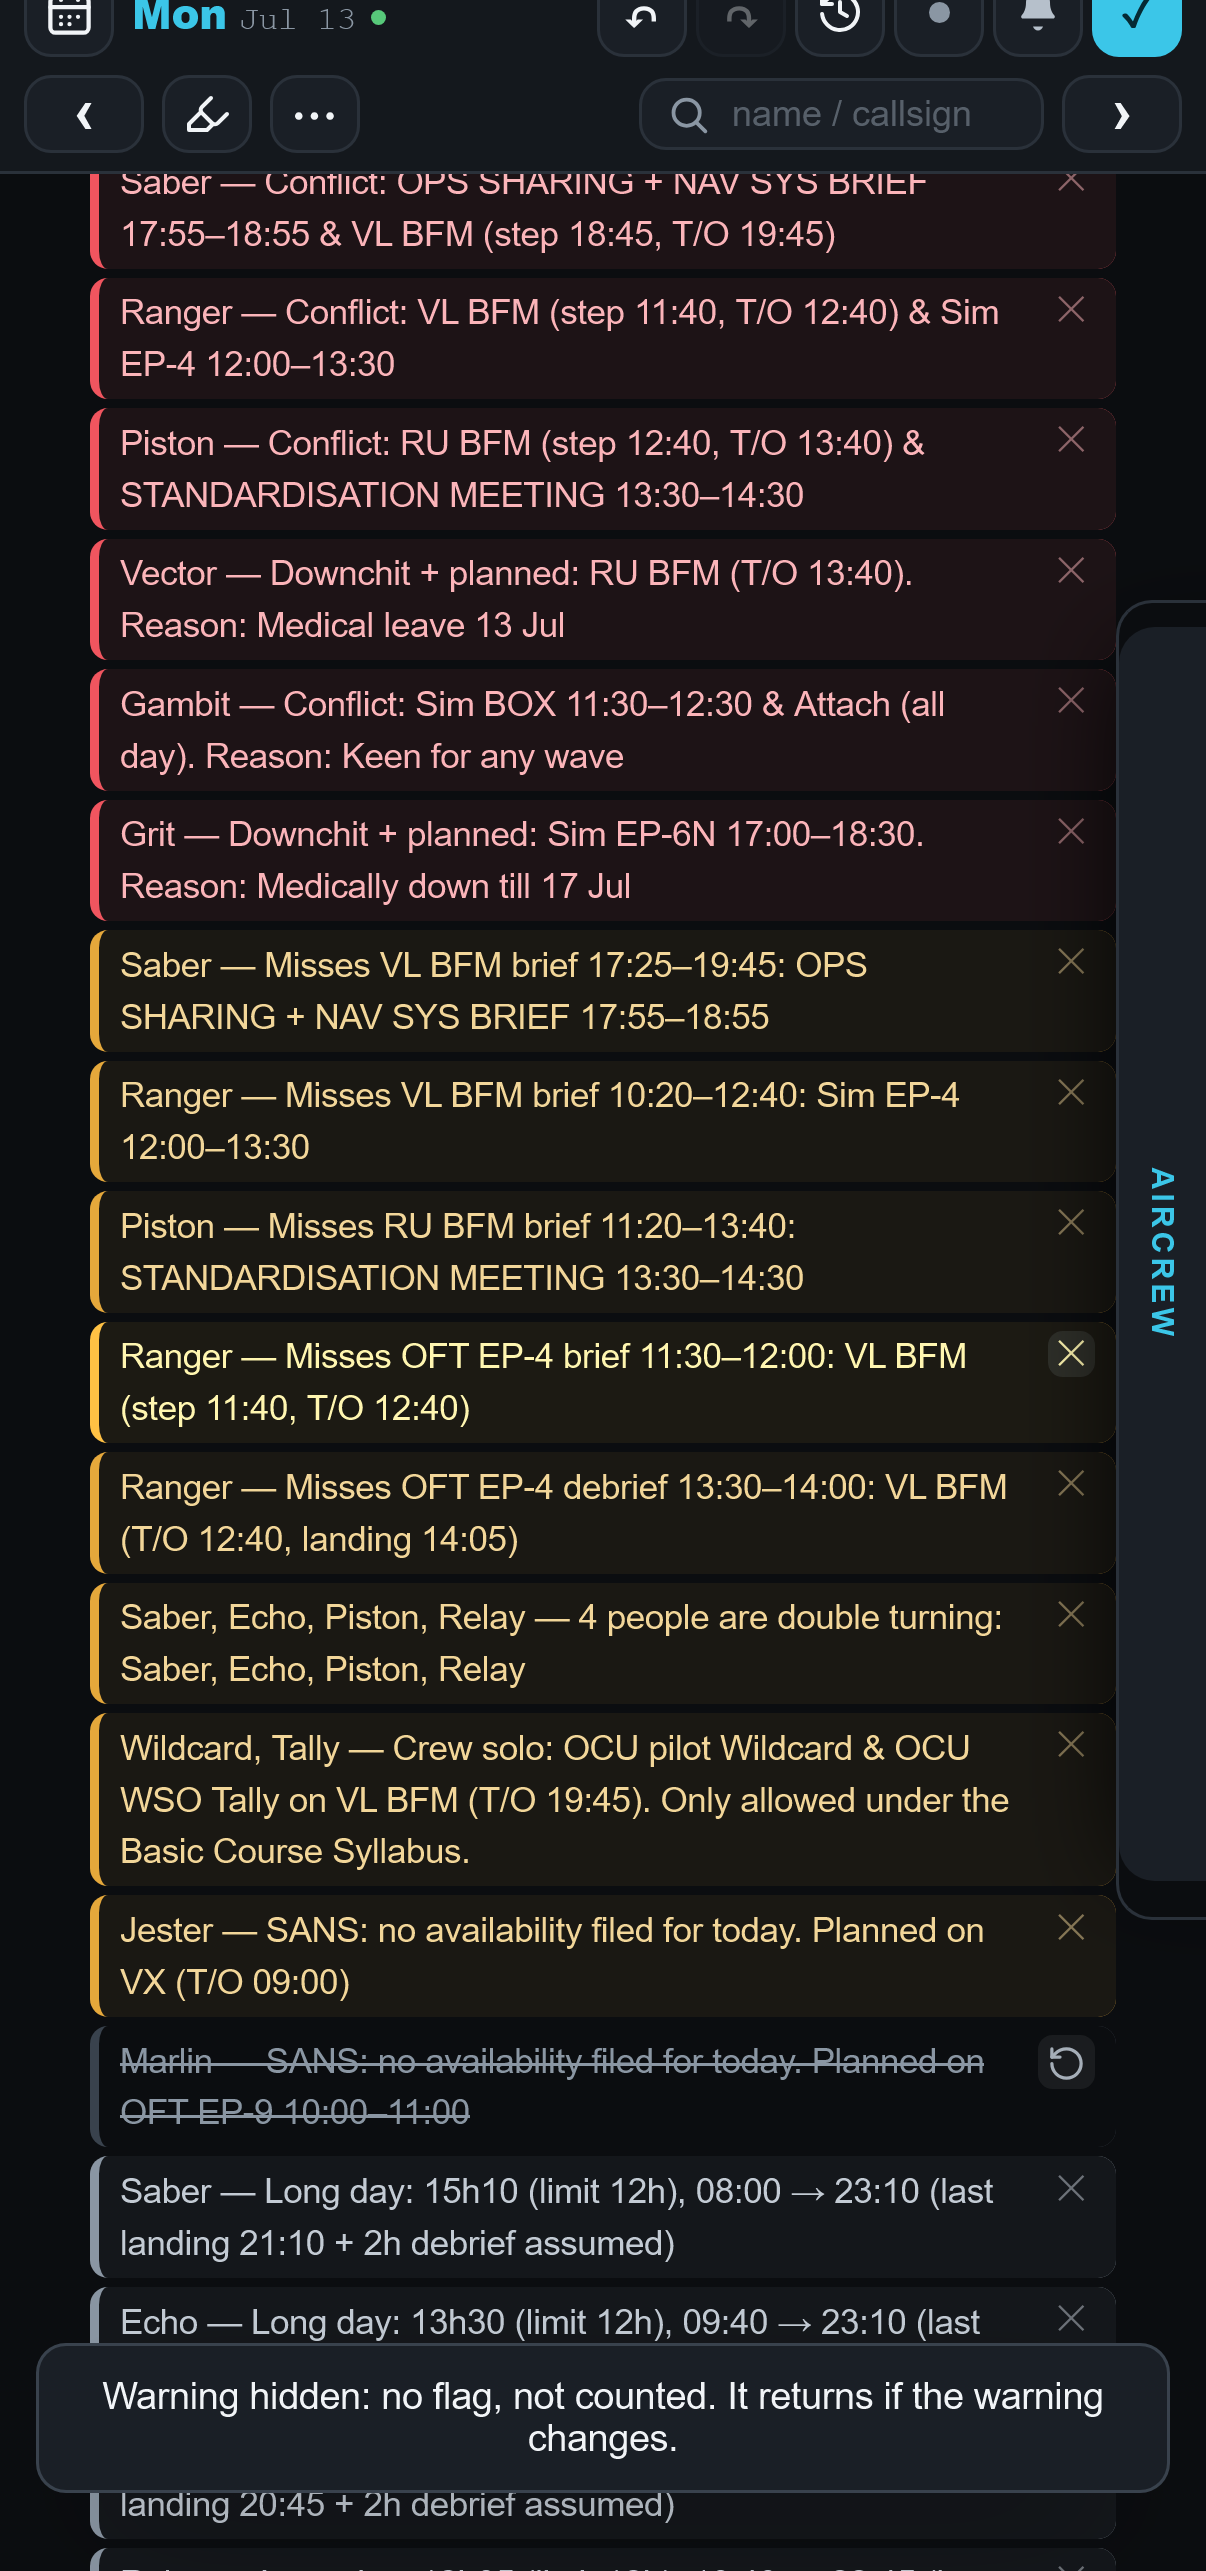 Mon Jul 13
name / callsign
Saber — Conflict: OPS SHARING + NAV SYS BRIEF
17:55–18:55 & VL BFM (step 18:45, T/O 19:45)
Ranger — Conflict: VL BFM (step 11:40, T/O 12:40) & Sim
EP-4 12:00–13:30
Piston — Conflict: RU BFM (step 12:40, T/O 13:40) &
STANDARDISATION MEETING 13:30–14:30
Vector — Downchit + planned: RU BFM (T/O 13:40).
Reason: Medical leave 13 Jul
Gambit — Conflict: Sim BOX 11:30–12:30 & Attach (all
day). Reason: Keen for any wave
Grit — Downchit + planned: Sim EP-6N 17:00–18:30.
Reason: Medically down till 17 Jul
Saber — Misses VL BFM brief 17:25–19:45: OPS
SHARING + NAV SYS BRIEF 17:55–18:55
Ranger — Misses VL BFM brief 10:20–12:40: Sim EP-4
12:00–13:30
Piston — Misses RU BFM brief 11:20–13:40:
STANDARDISATION MEETING 13:30–14:30
Ranger — Misses OFT EP-4 brief 11:30–12:00: VL BFM
(step 11:40, T/O 12:40)
Ranger — Misses OFT EP-4 debrief 13:30–14:00: VL BFM
(T/O 12:40, landing 14:05)
Saber, Echo, Piston, Relay — 4 people are double turning:
Saber, Echo, Piston, Relay
Wildcard, Tally — Crew solo: OCU pilot Wildcard & OCU
WSO Tally on VL BFM (T/O 19:45). Only allowed under the
Basic Course Syllabus.
Jester — SANS: no availability filed for today. Planned on
VX (T/O 09:00)
Marlin — SANS: no availability filed for today. Planned on
OFT EP-9 10:00–11:00
Saber — Long day: 15h10 (limit 12h), 08:00 → 23:10 (last
landing 21:10 + 2h debrief assumed)
Echo — Long day: 13h30 (limit 12h), 09:40 → 23:10 (last
Warning hidden: no flag, not counted. It returns if the warning
changes.
landing 20:45 + 2h debrief assumed)
AIRCREW